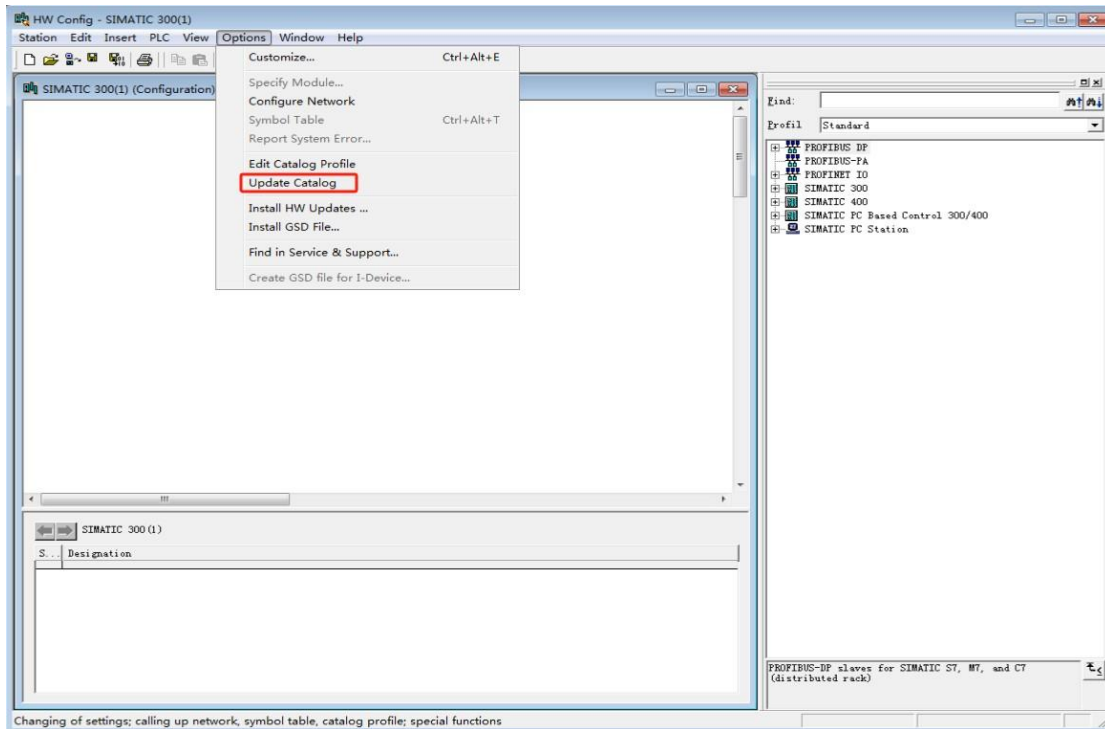 HW Config - SIMATIC 300(1)
Station Edit Insert PLC View Options Window Help
Customize... Ctrl+Alt+E
Specify Module...
Configure Network
Symbol Table Ctrl+Alt+T
Report System Error...
Edit Catalog Profile
Update Catalog
Install HW Updates ...
Install GSD File...
Find in Service & Support...
Create GSD file for I-Device...
SIMATIC 300(1) (Configuration)
SIMATIC 300(1)
S... Designation
Find:
Profil Standard
PROFIBUS DP
PROFIBUS-PA
PROFINET IO
SIMATIC 300
SIMATIC 400
SIMATIC PC Based Control 300/400
SIMATIC PC Station
PROFIBUS-DP slaves for SIMATIC S7, M7, and C7
(distributed rack)
Changing of settings; calling up network, symbol table, catalog profile; special functions